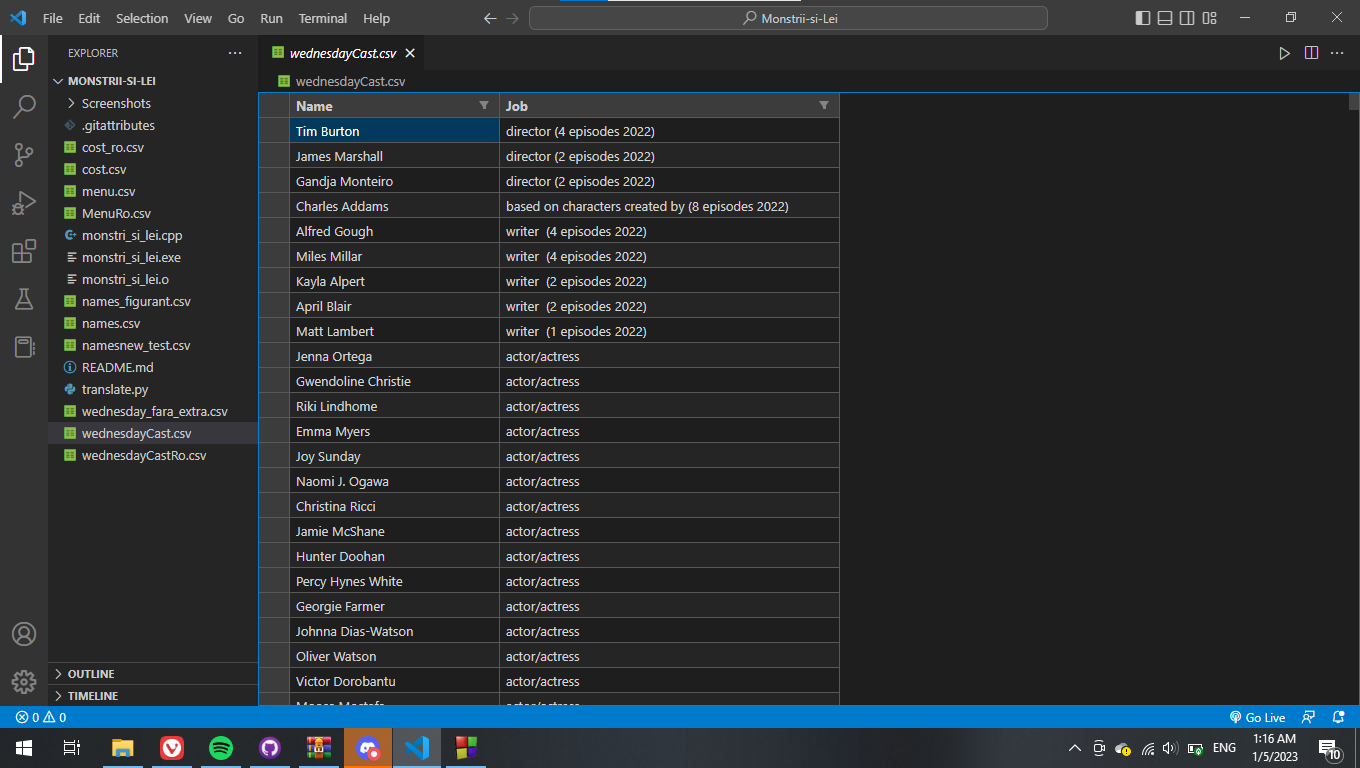 File Edit Selection View Go Run Terminal Help
Monstrii-si-Lei
EXPLORER
MONSTRII-SI-LEI
Screenshots
.gitattributes
cost_ro.csv
cost.csv
menu.csv
MenuRo.csv
monstri_si_lei.cpp
monstri_si_lei.exe
monstri_si_lei.o
names_figurant.csv
names.csv
namesnew_test.csv
README.md
translate.py
wednesday_fara_extra.csv
wednesdayCast.csv
wednesdayCastRo.csv
OUTLINE
TIMELINE
wednesdayCast.csv
wednesdayCast.csv
Name Job
Tim Burton director (4 episodes 2022)
James Marshall director (2 episodes 2022)
Gandja Monteiro director (2 episodes 2022)
Charles Addams based on characters created by (8 episodes 2022)
Alfred Gough writer (4 episodes 2022)
Miles Millar writer (4 episodes 2022)
Kayla Alpert writer (2 episodes 2022)
April Blair writer (2 episodes 2022)
Matt Lambert writer (1 episodes 2022)
Jenna Ortega actor/actress
Gwendoline Christie actor/actress
Riki Lindhome actor/actress
Emma Myers actor/actress
Joy Sunday actor/actress
Naomi J. Ogawa actor/actress
Christina Ricci actor/actress
Jamie McShane actor/actress
Hunter Doohan actor/actress
Percy Hynes White actor/actress
Georgie Farmer actor/actress
Johnna Dias-Watson actor/actress
Oliver Watson actor/actress
Victor Dorobantu actor/actress
0 0
Go Live
ENG
1:16 AM
1/5/2023
10